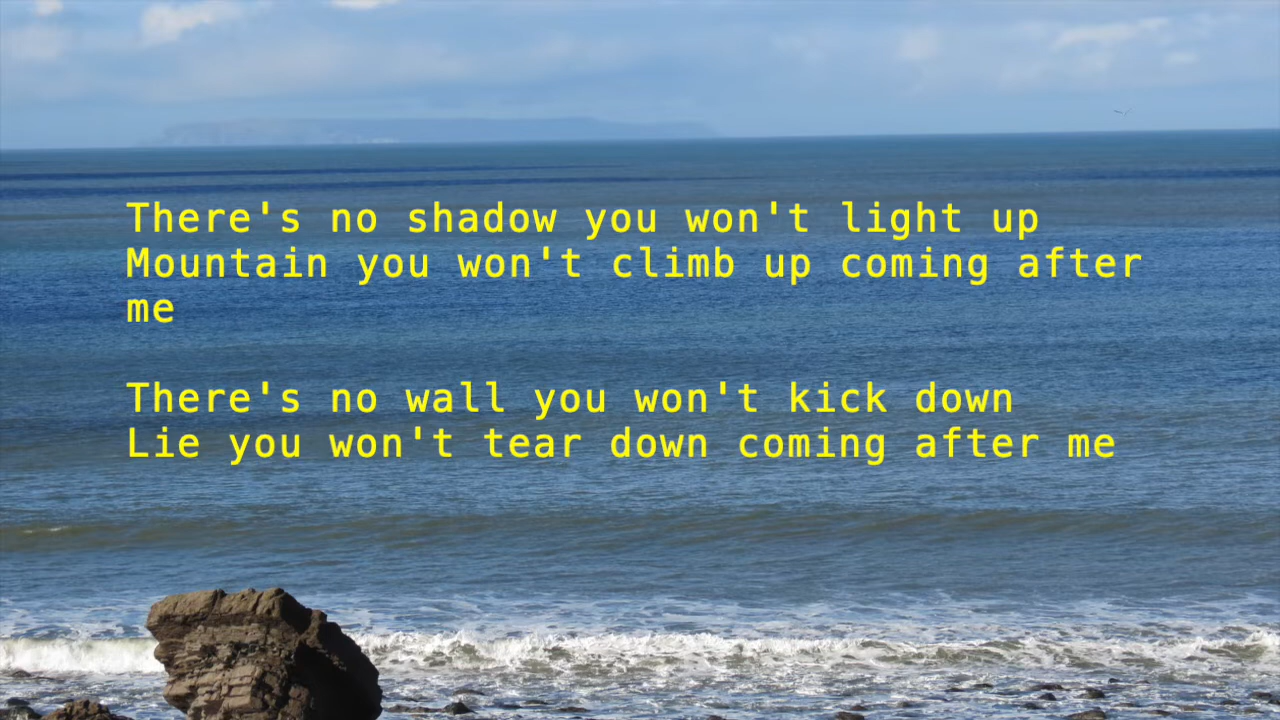 There's no shadow you won't light up
Mountain you won't climb up coming after
me
There's no wall you won't kick down
Lie you won't tear down coming after me